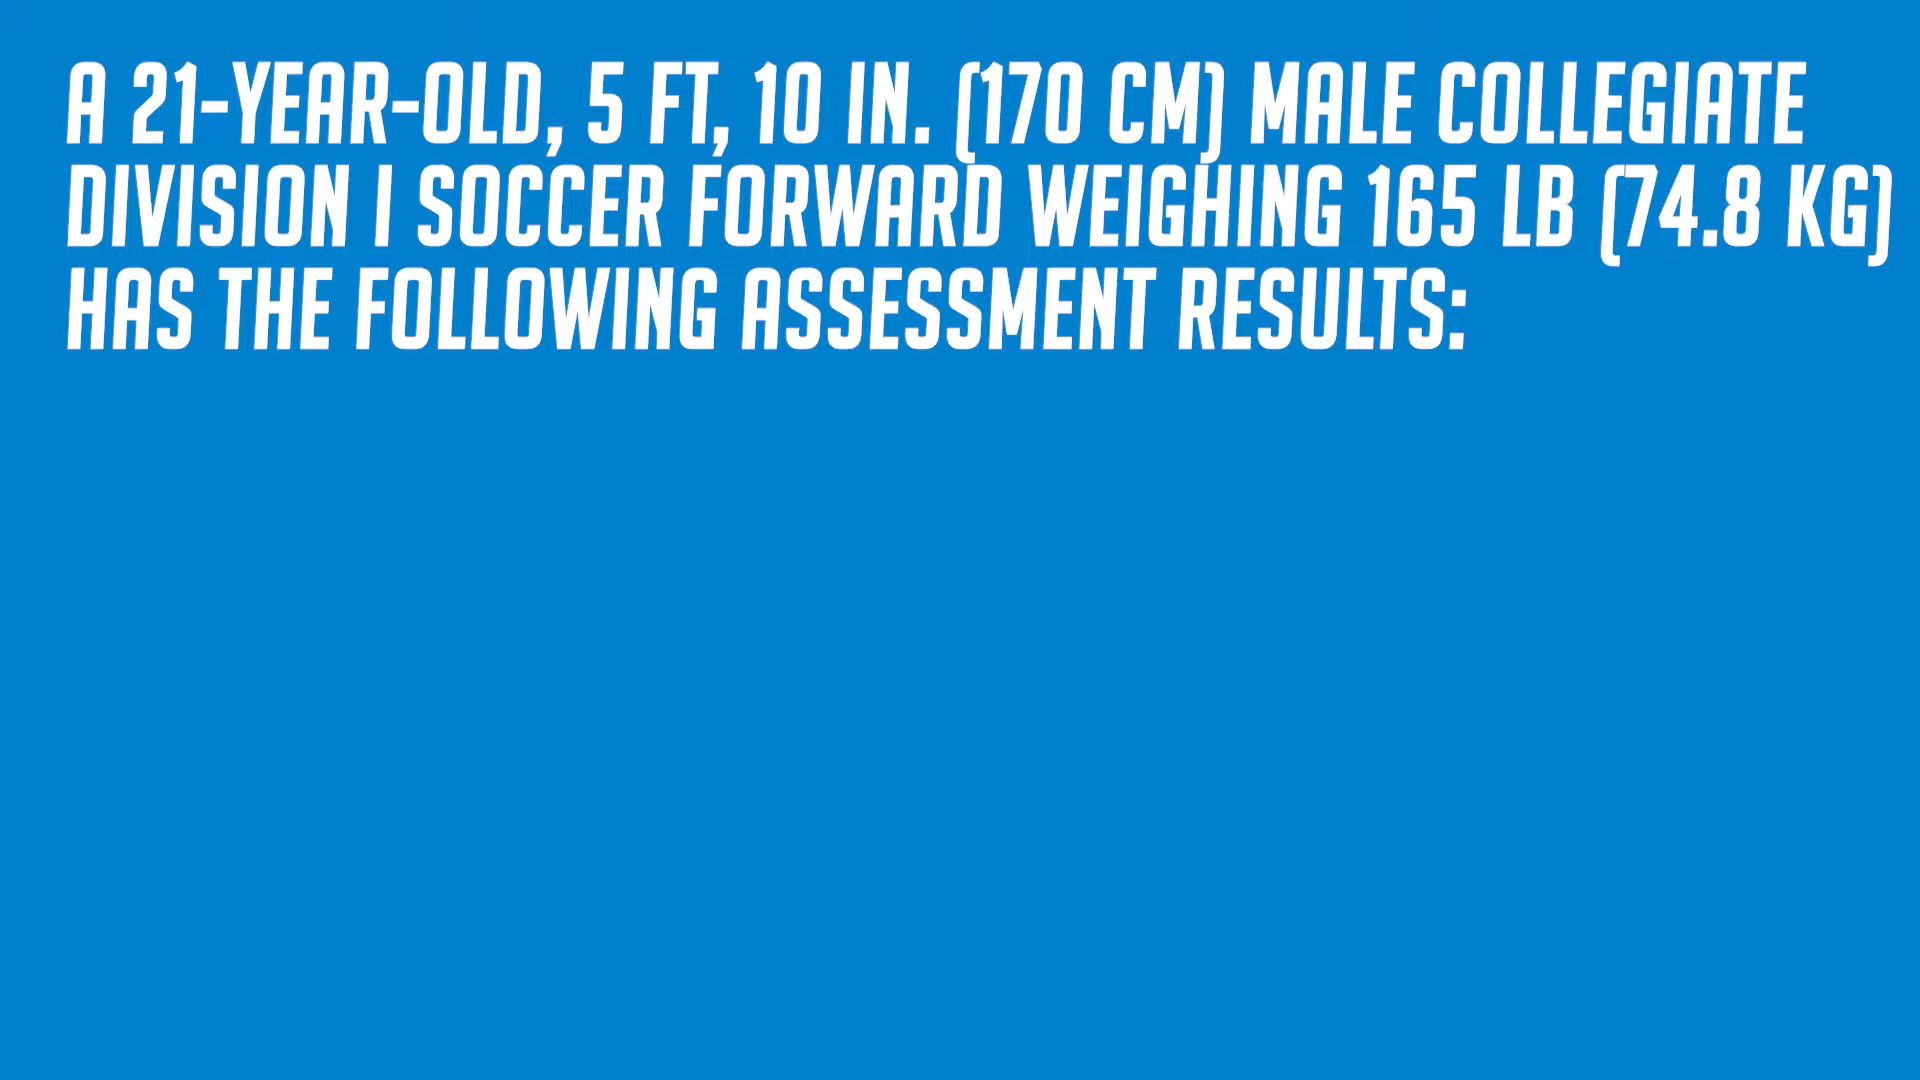 A 21-YEAR-OLD, 5 FT, 10 IN. (170 CM) MALE COLLEGIATE
DIVISION I SOCCER FORWARD WEIGHING 165 LB (74.8 KG)
HAS THE FOLLOWING ASSESSMENT RESULTS: